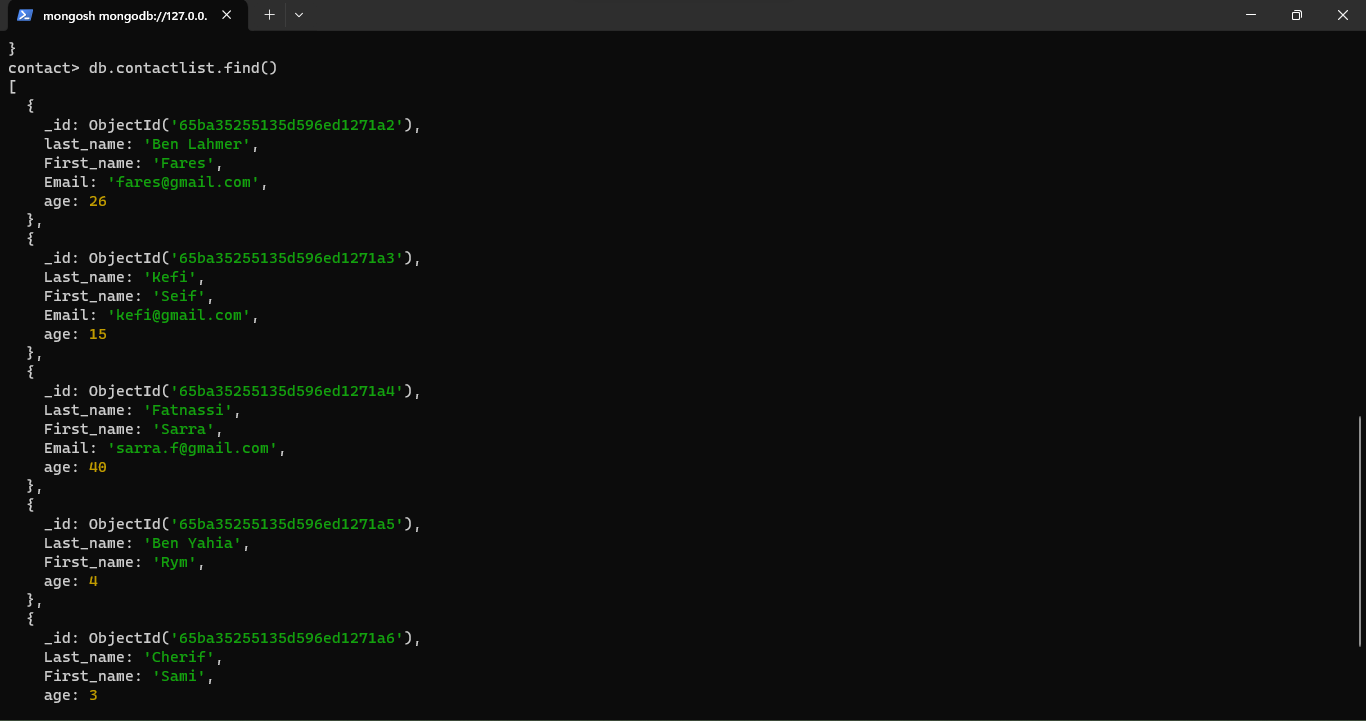 mongosh mongodb://127.0.0.
}
contact> db.contactlist.find()
[
  {
    _id: ObjectId('65ba35255135d596ed1271a2'),
    last_name: 'Ben Lahmer',
    First_name: 'Fares',
    Email: 'fares@gmail.com',
    age: 26
  },
  {
    _id: ObjectId('65ba35255135d596ed1271a3'),
    Last_name: 'Kefi',
    First_name: 'Seif',
    Email: 'kefi@gmail.com',
    age: 15
  },
  {
    _id: ObjectId('65ba35255135d596ed1271a4'),
    Last_name: 'Fatnassi',
    First_name: 'Sarra',
    Email: 'sarra.f@gmail.com',
    age: 40
  },
  {
    _id: ObjectId('65ba35255135d596ed1271a5'),
    Last_name: 'Ben Yahia',
    First_name: 'Rym',
    age: 4
  },
  {
    _id: ObjectId('65ba35255135d596ed1271a6'),
    Last_name: 'Cherif',
    First_name: 'Sami',
    age: 3